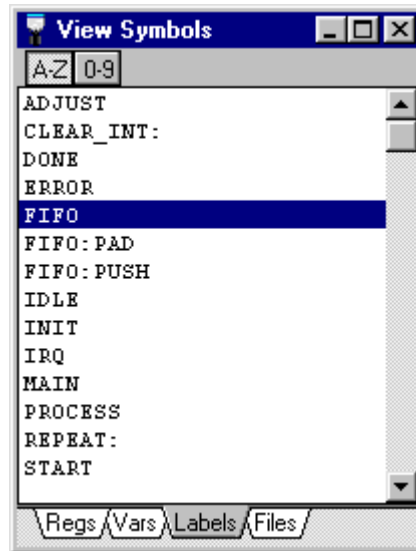 View Symbols
A-Z 0-9
ADJUST
CLEAR_INT:
DONE
ERROR
FIFO
FIFO:PAD
FIFO:PUSH
IDLE
INIT
IRQ
MAIN
PROCESS
REPEAT:
START
Regs Vars Labels Files